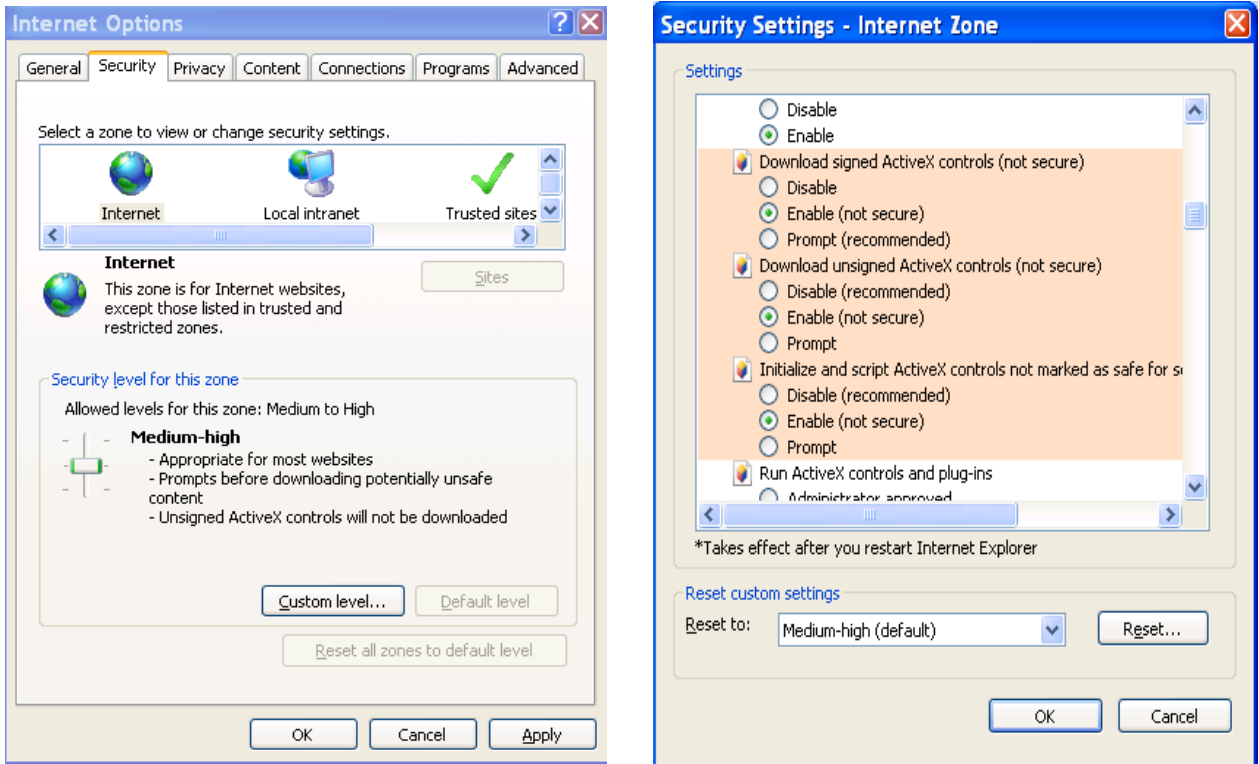 Internet Options
General Security Privacy Content Connections Programs Advanced
Select a zone to view or change security settings.
Internet Local intranet Trusted sites
Internet
This zone is for Internet websites,
except those listed in trusted and
restricted zones.
Sites
Security level for this zone
Allowed levels for this zone: Medium to High
Medium-high
- Appropriate for most websites
- Prompts before downloading potentially unsafe
content
- Unsigned ActiveX controls will not be downloaded
Custom level... Default level
Reset all zones to default level
OK Cancel Apply
Security Settings - Internet Zone
Settings
Disable
Enable
Download signed ActiveX controls (not secure)
Disable
Enable (not secure)
Prompt (recommended)
Download unsigned ActiveX controls (not secure)
Disable (recommended)
Enable (not secure)
Prompt
Initialize and script ActiveX controls not marked as safe for
Disable (recommended)
Enable (not secure)
Prompt
Run ActiveX controls and plug-ins
Administrator approved
*Takes effect after you restart Internet Explorer
Reset custom settings
Reset to: Medium-high (default) Reset...
OK Cancel